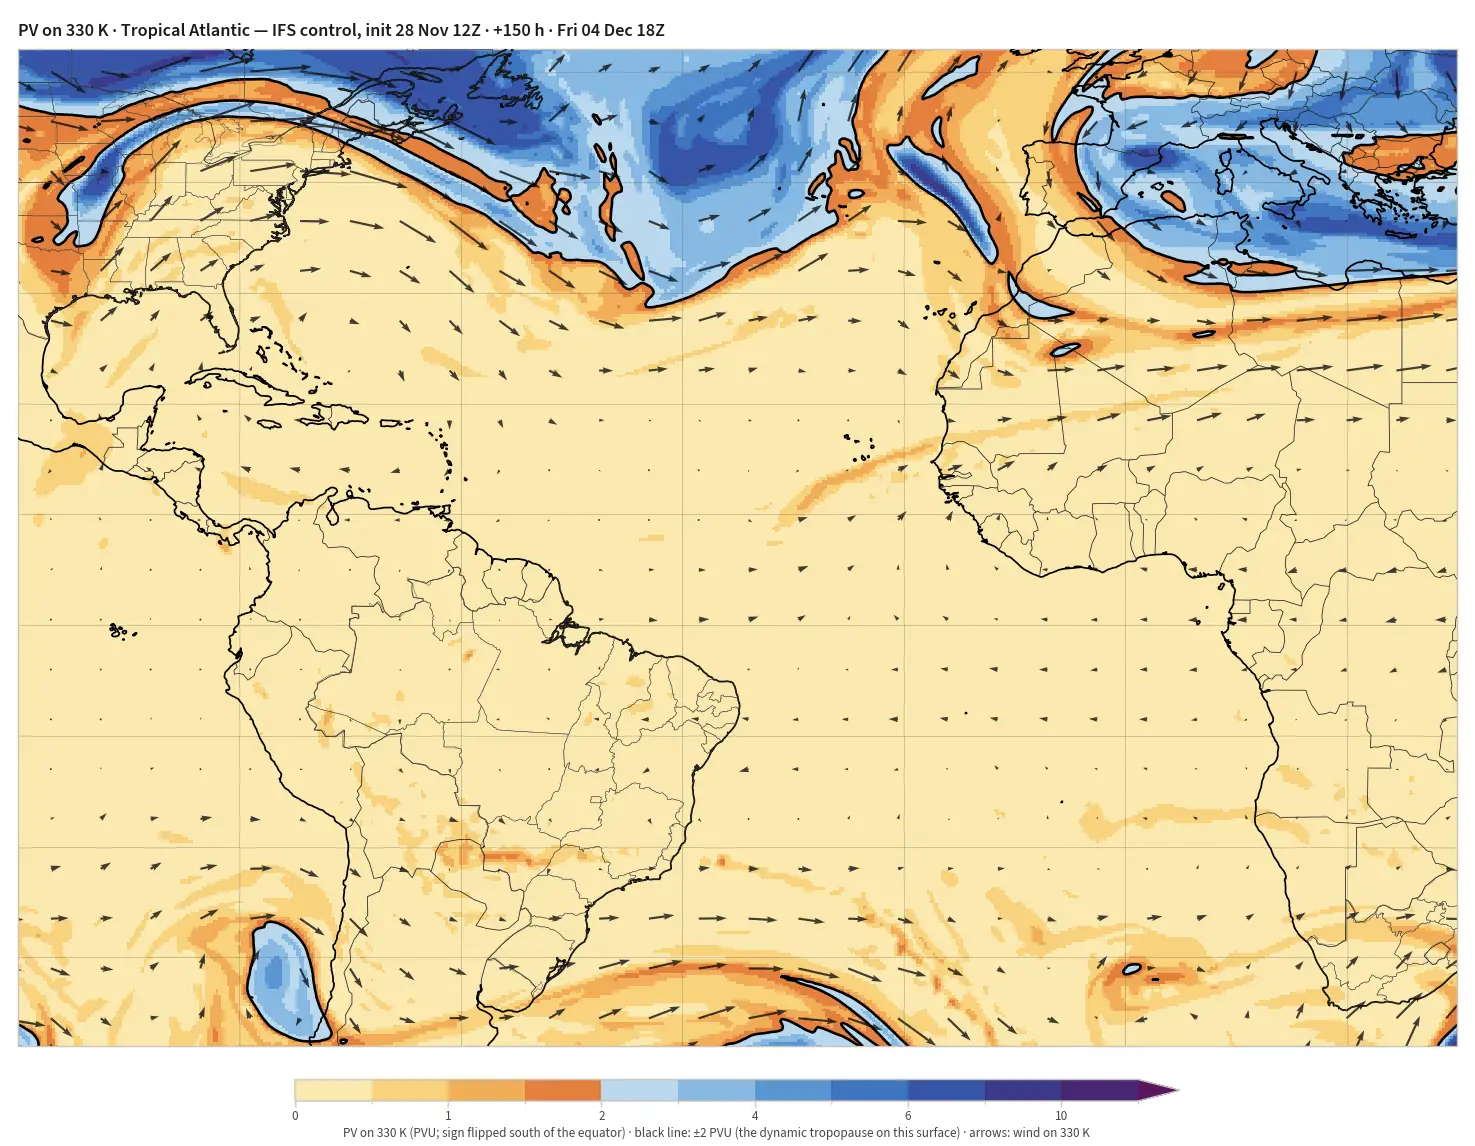 PV on 330 K · Tropical Atlantic — IFS control, init 28 Nov 12Z · +150 h · Fri 04 Dec 18Z
0 1 2 4 6 8 10
PV on 330 K (PVU; sign flipped south of the equator) · black line: ±2 PVU (the dynamic tropopause on this surface) · arrows: wind on 330 K